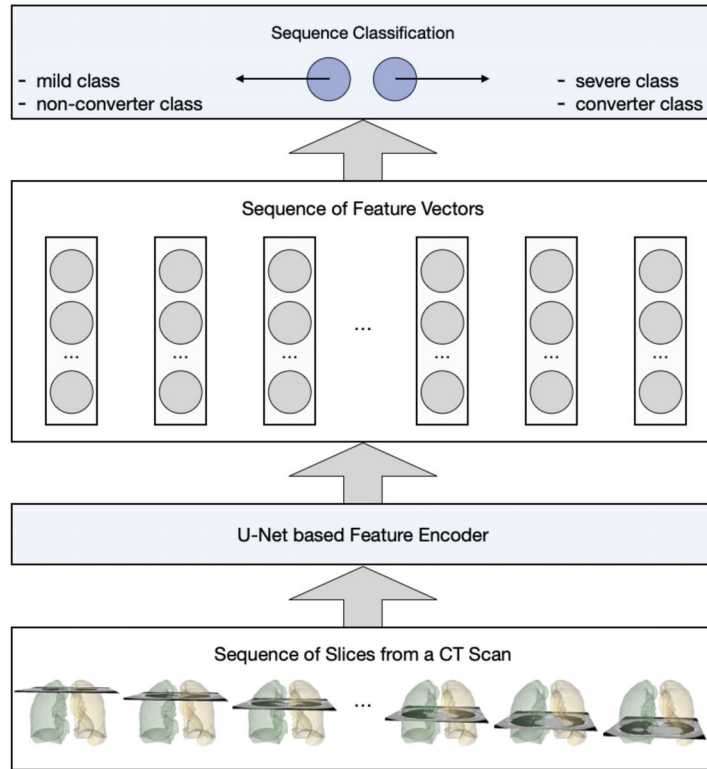 Sequence Classification
- mild class
- non-converter class
- severe class
- converter class
Sequence of Feature Vectors
...
... ... ... ... ... ...
U-Net based Feature Encoder
Sequence of Slices from a CT Scan
...